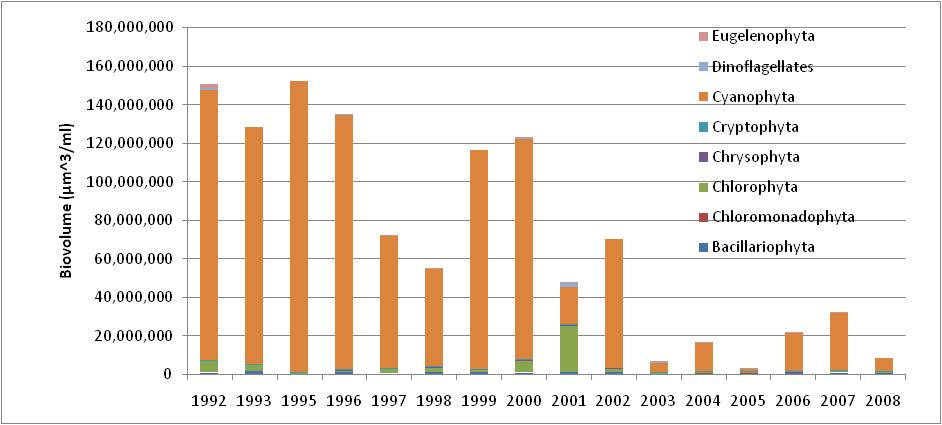 180,000,000
160,000,000
140,000,000
120,000,000
100,000,000
80,000,000
60,000,000
40,000,000
20,000,000
0
Biovolume (µm^3/ml)
1992 1993 1995 1996 1997 1998 1999 2000 2001 2002 2003 2004 2005 2006 2007 2008
Eugelenophyta
Dinoflagellates
Cyanophyta
Cryptophyta
Chrysophyta
Chlorophyta
Chloromonadophyta
Bacillariophyta